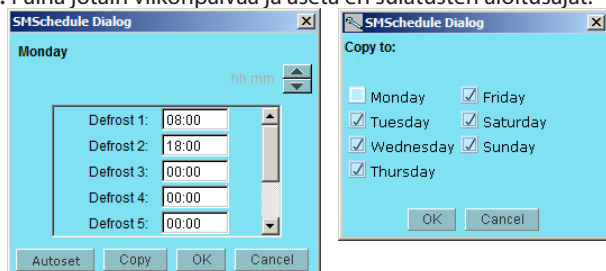 . Paina jotain viikonpäivää ja aseta eri sulatusten aloitusajat.
SMSchedule Dialog
Monday
hh:mm
Defrost 1: 08:00
Defrost 2: 18:00
Defrost 3: 00:00
Defrost 4: 00:00
Defrost 5: 00:00
Autoset Copy OK Cancel
SMSchedule Dialog
Copy to:
Monday Friday
Tuesday Saturday
Wednesday Sunday
Thursday
OK Cancel